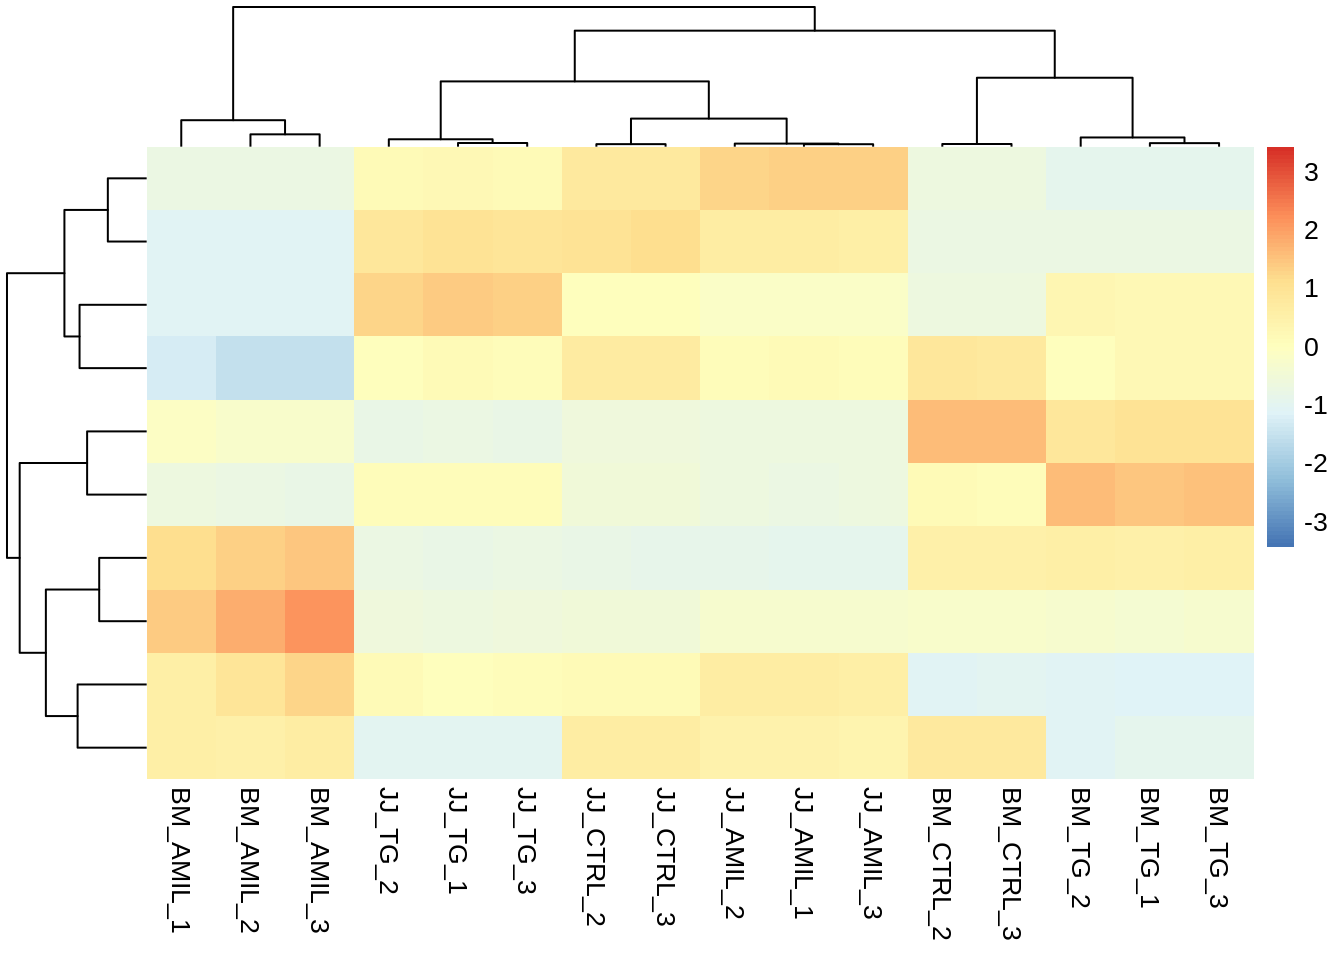 3
2
1
0
-1
-2
-3
BM_AMIL_1
BM_AMIL_2
BM_AMIL_3
JJ_TG_2
JJ_TG_1
JJ_TG_3
JJ_CTRL_2
JJ_CTRL_3
JJ_AMIL_2
JJ_AMIL_1
JJ_AMIL_3
BM_CTRL_2
BM_CTRL_3
BM_TG_2
BM_TG_1
BM_TG_3